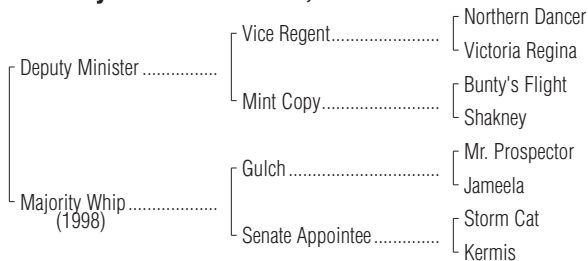 Northern Dancer
Vice Regent
Victoria Regina
Deputy Minister
Bunty's Flight
Mint Copy
Shakney
Mr. Prospector
Gulch
Jameela
Majority Whip
(1998)
Storm Cat
Senate Appointee
Kermis